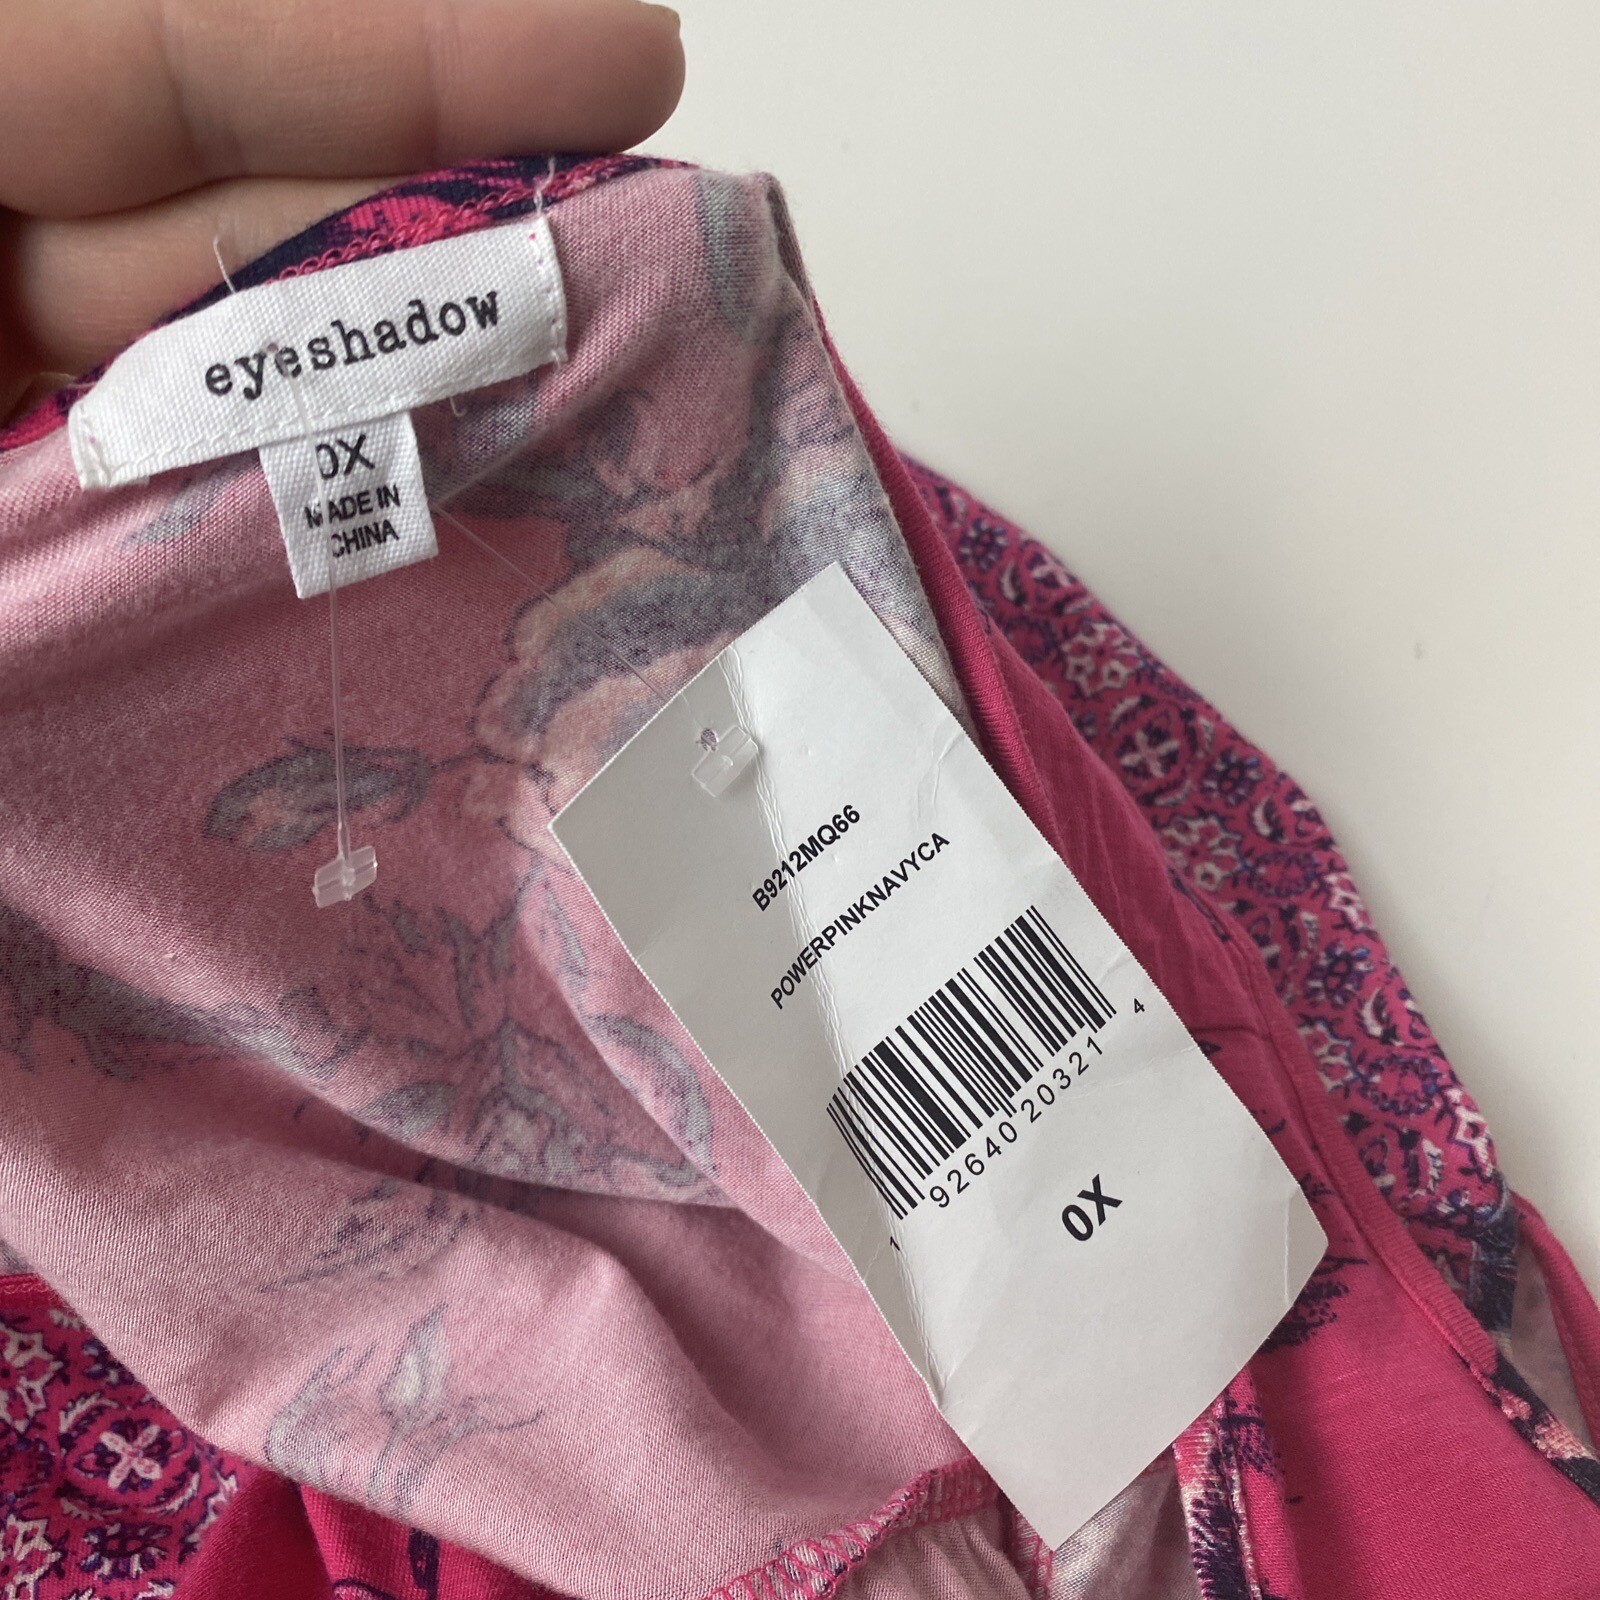 eyeshadow
0X
MADE IN
CHINA
B9212MQ66
POWERPINKNAVYCA
1 92640 20321 4
0X